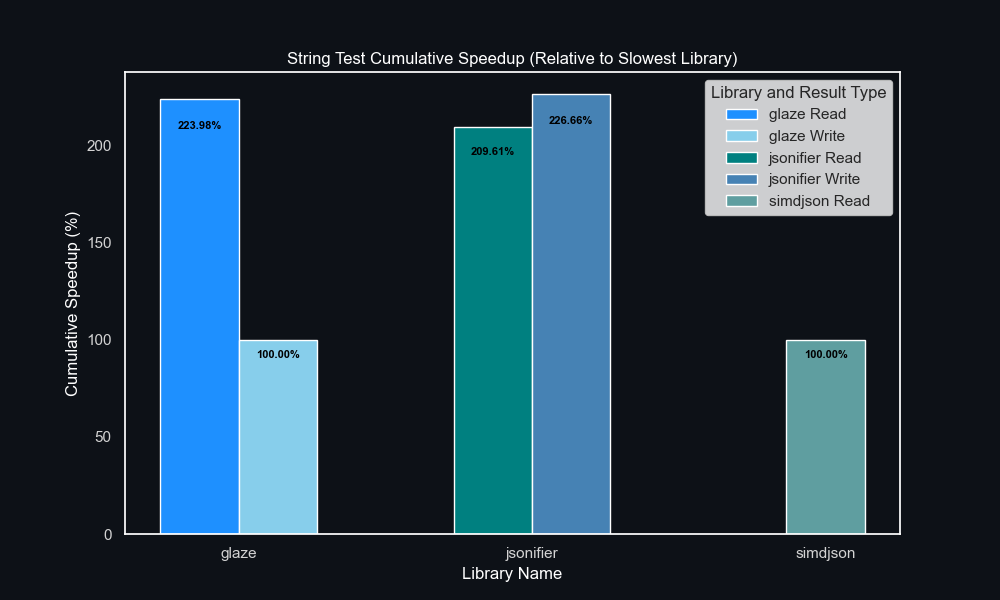 String Test Cumulative Speedup (Relative to Slowest Library)
Library and Result Type
glaze Read
glaze Write
jsonifier Read
jsonifier Write
simdjson Read
Cumulative Speedup (%)
200
150
100
50
0
223.98%
100.00%
209.61%
226.66%
100.00%
glaze
jsonifier
simdjson
Library Name